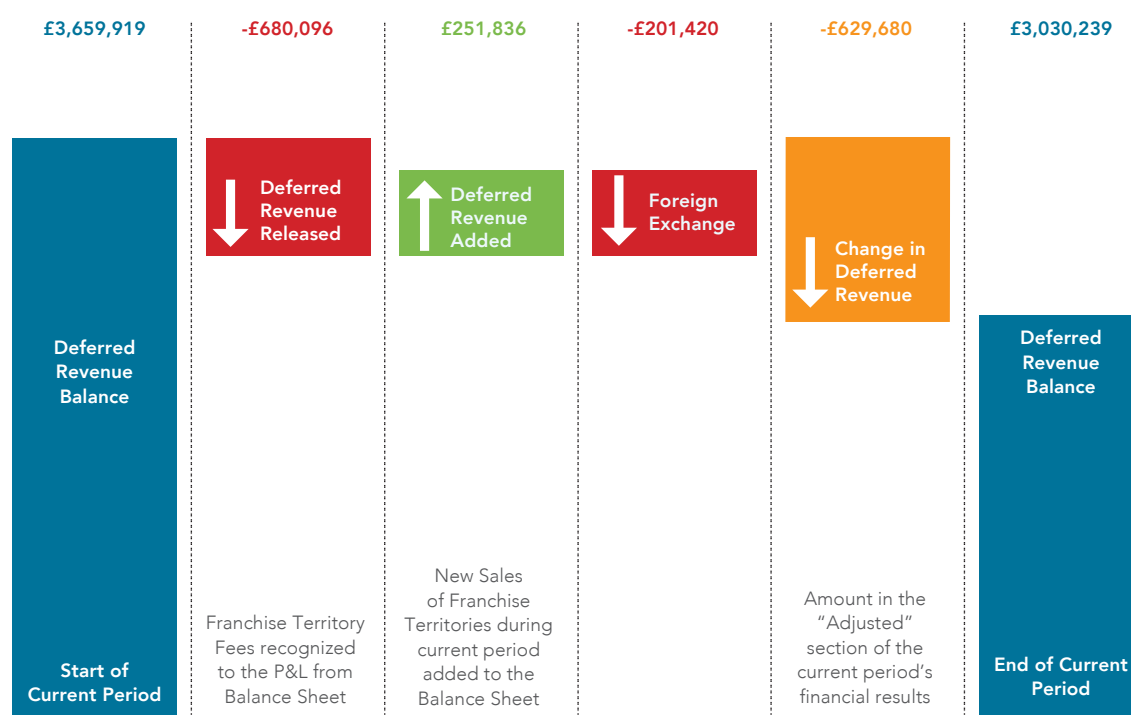 £3,659,919
-£680,096
£251,836
-£201,420
-£629,680
£3,030,239
Deferred
Revenue
Balance
Start of
Current Period
Deferred
Revenue
Released
Franchise Territory
Fees recognized
to the P&L from
Balance Sheet
Deferred
Revenue
Added
New Sales
of Franchise
Territories during
current period
added to the
Balance Sheet
Foreign
Exchange
Change in
Deferred
Revenue
Amount in the
“Adjusted”
section of the
current period’s
financial results
Deferred
Revenue
Balance
End of Current
Period